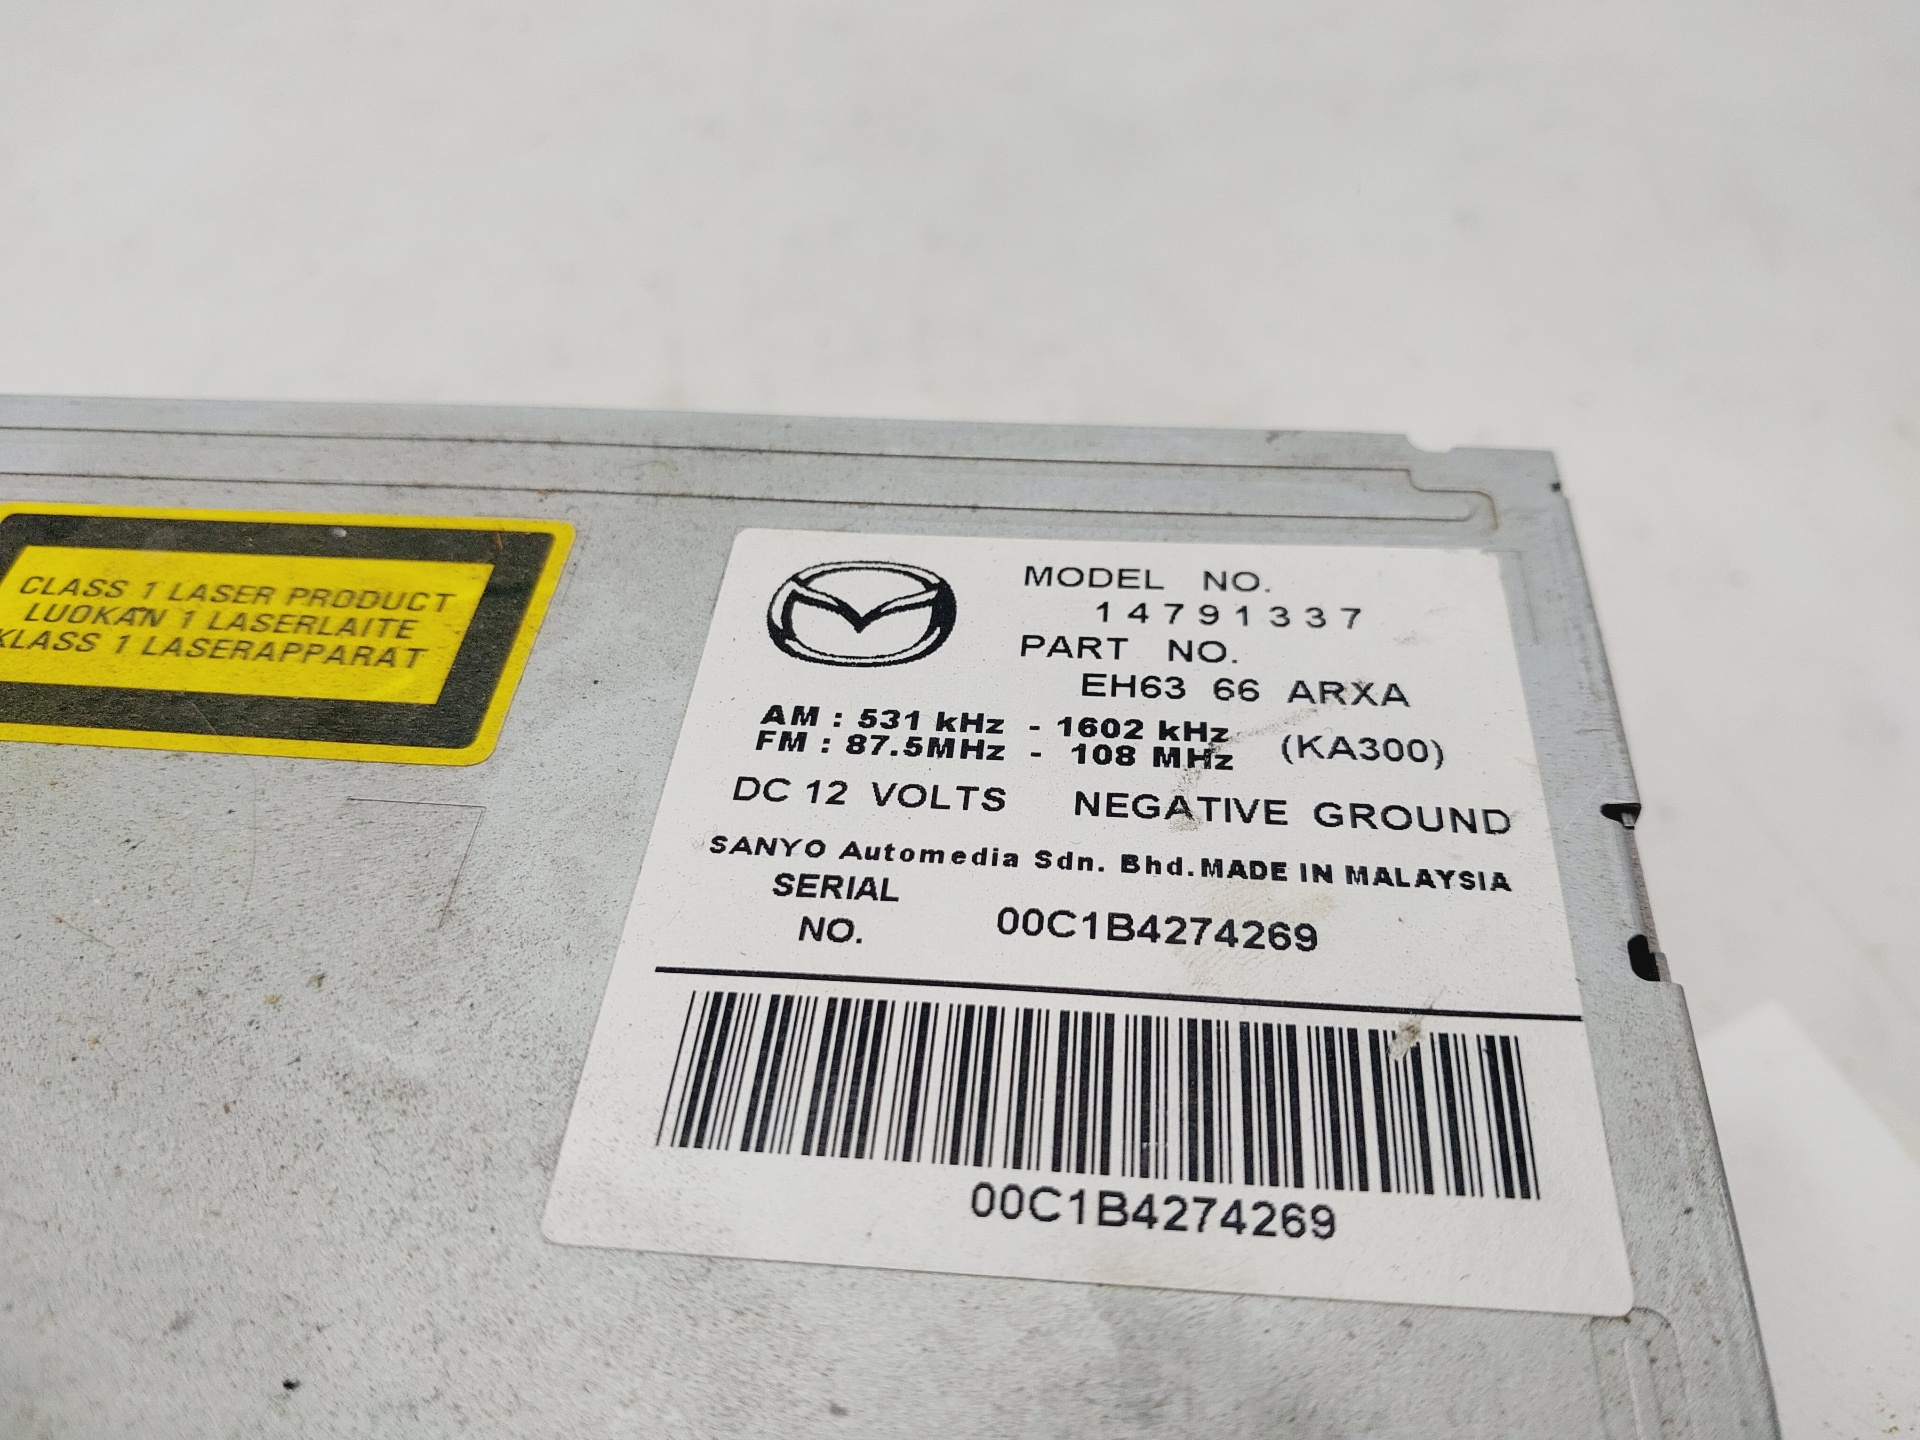 CLASS 1 LASER PRODUCT
LUOKAN 1 LASERLAITE
KLASS 1 LASERAPPARAT
MODEL NO.
14791337
PART NO.
EH63 66 ARXA
AM : 531 kHz - 1602 kHz
FM : 87.5MHz - 108 MHz (KA300)
DC 12 VOLTS NEGATIVE GROUND
SANYO Automedia Sdn. Bhd. MADE IN MALAYSIA
SERIAL
NO. 00C1B4274269
00C1B4274269